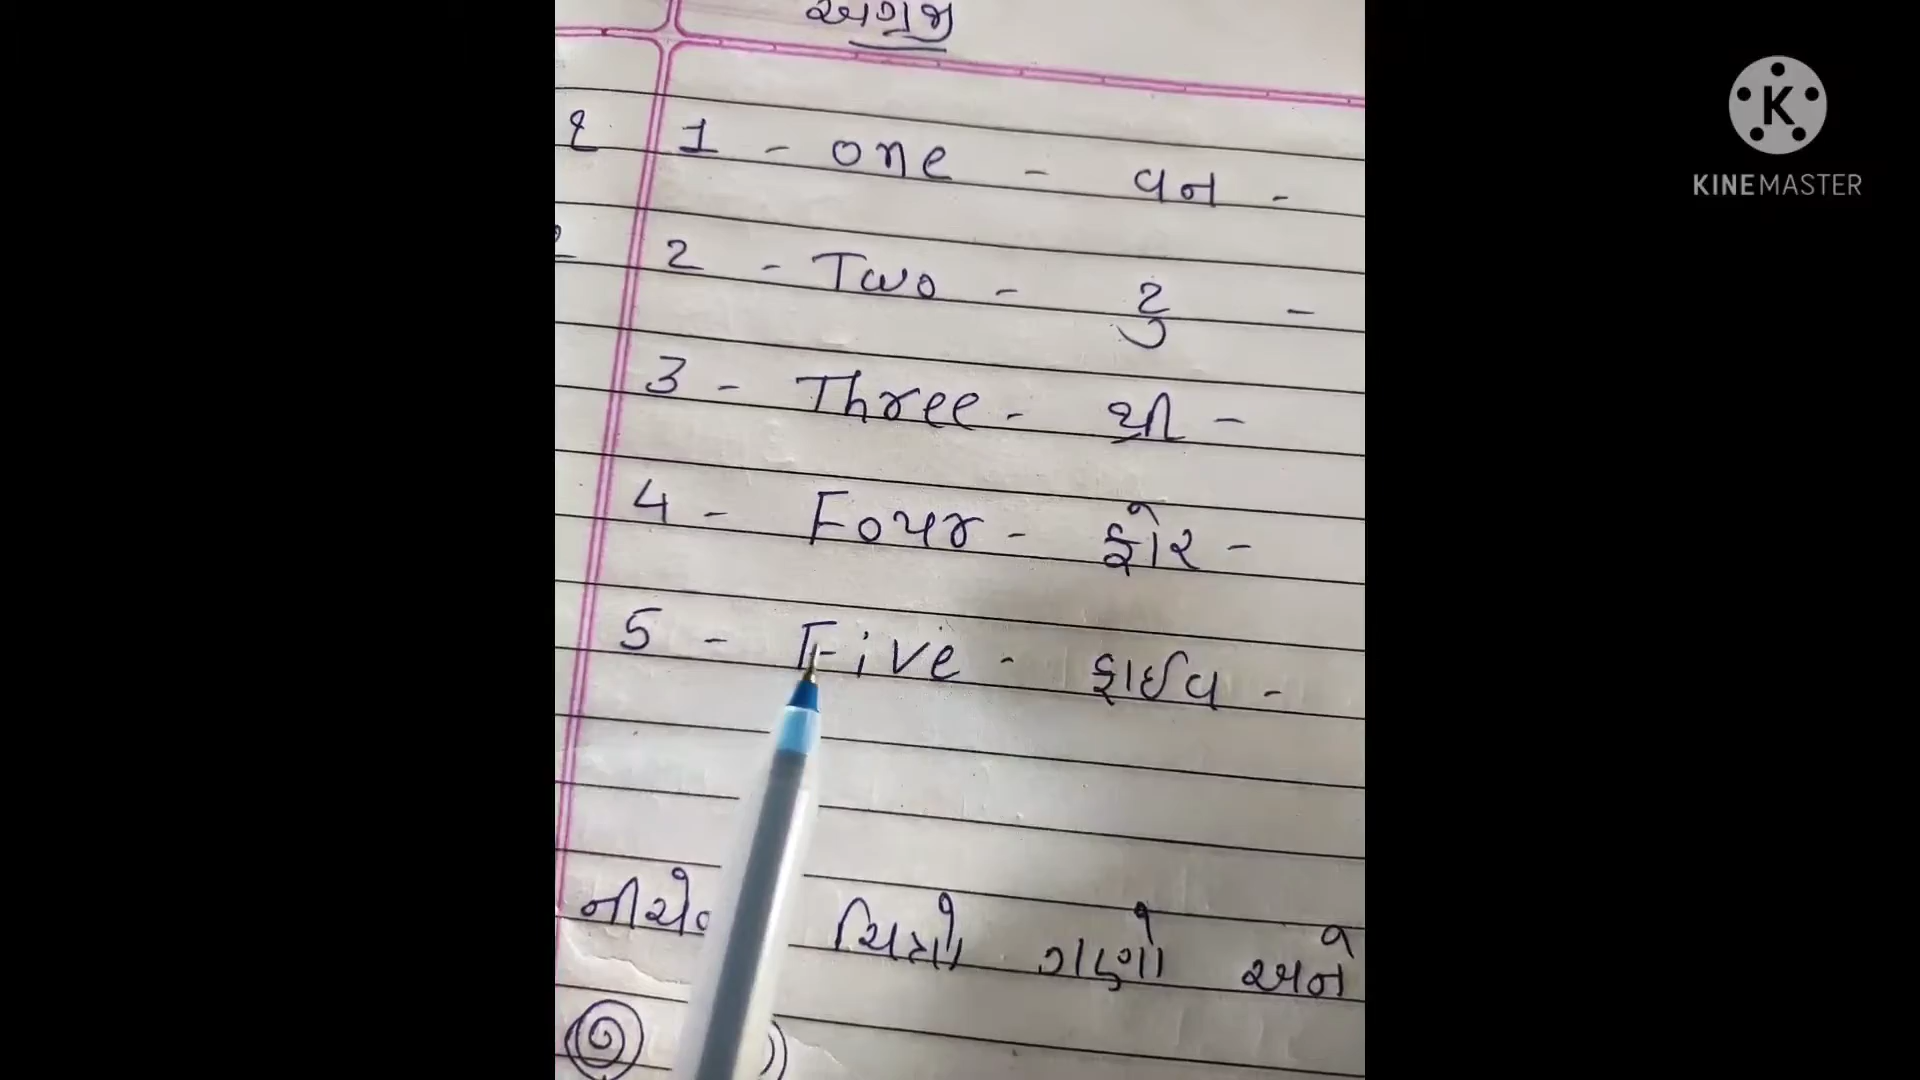 અંગ્રેજી
1 - one - વન -
2 - Two - ટુ -
3 - Three - થ્રી -
4 - Four - ફોર -
5 - Five - ફાઈવ -
ચિત્રો ગણો અને
KINEMASTER